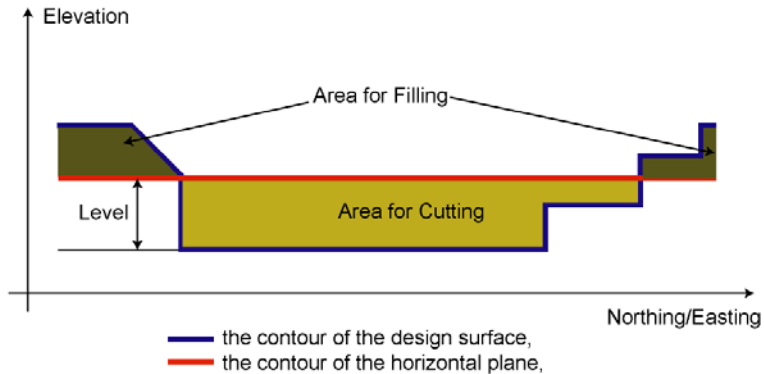 Elevation
Area for Filling
Level
Area for Cutting
Northing/Easting
the contour of the design surface,
the contour of the horizontal plane,